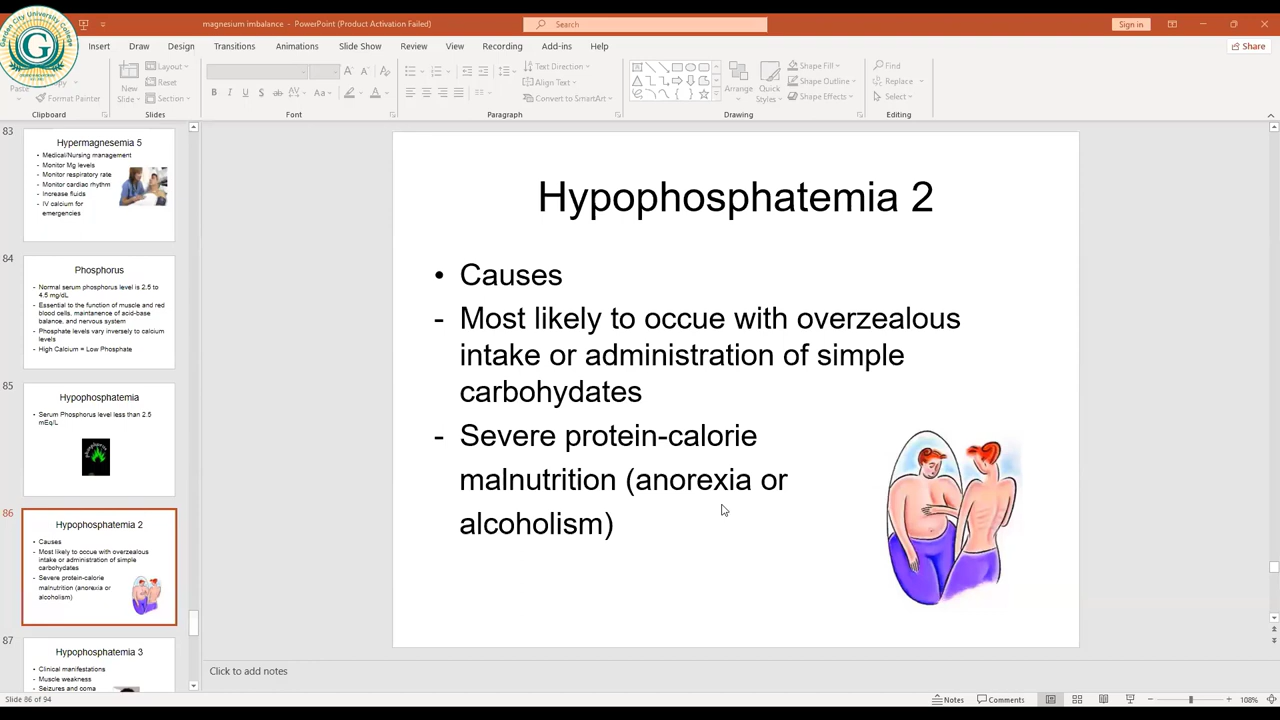 magnesium imbalance - PowerPoint (Product Activation Failed)
Search
Sign in
Garden City University College
G
Insert Draw Design Transitions Animations Slide Show Review View Recording Add-ins Help
Share
Paste
Format Painter
Clipboard
New Slide
Layout
Reset
Section
Slides
B I U S ab AV Aa A
Font
Text Direction
Align Text
Convert to SmartArt
Paragraph
Arrange
Quick Styles
Shape Fill
Shape Outline
Shape Effects
Drawing
Find
Replace
Select
Editing
83
Hypermagnesemia 5
• Medical/Nursing management
• Monitor Mg levels
• Monitor respiratory rate
• Monitor cardiac rhythm
• Increase fluids
• IV calcium for
emergencies
84
Phosphorus
• Normal serum phosphorus level is 2.5 to
4.5 mg/dL
• Essential to the function of muscle and red
blood cells, maintanence of acid-base
balance, and nervous system
• Phosphate levels vary inversely to calcium
levels
• High Calcium = Low Phosphate
85
Hypophosphatemia
• Serum Phosphorus level less than 2.5
mEq/L
86
Hypophosphatemia 2
• Causes
- Most likely to occue with overzealous
intake or administration of simple
carbohydates
- Severe protein-calorie
malnutrition (anorexia or
alcoholism)
87
Hypophosphatemia 3
• Clinical manifestations
• Muscle weakness
• Seizures and coma
Hypophosphatemia 2
• Causes
- Most likely to occue with overzealous
intake or administration of simple
carbohydates
- Severe protein-calorie
malnutrition (anorexia or
alcoholism)
Click to add notes
Slide 86 of 94
Notes
Comments
108%